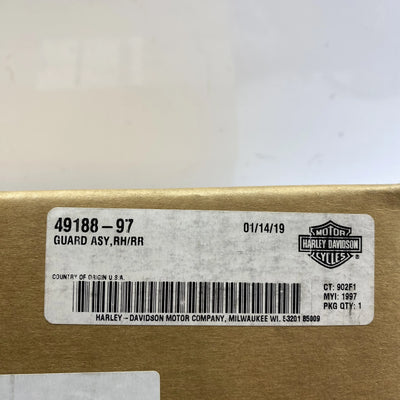 49188-97
GUARD ASY,RH/RR
01/14/19
MOTOR
HARLEY-DAVIDSON
CYCLES
®
COUNTRY OF ORIGIN U.S.A.
CT: 902F1
MYI: 1997
PKG QTY: 1
HARLEY-DAVIDSON MOTOR COMPANY, MILWAUKEE WI. 53201 85009